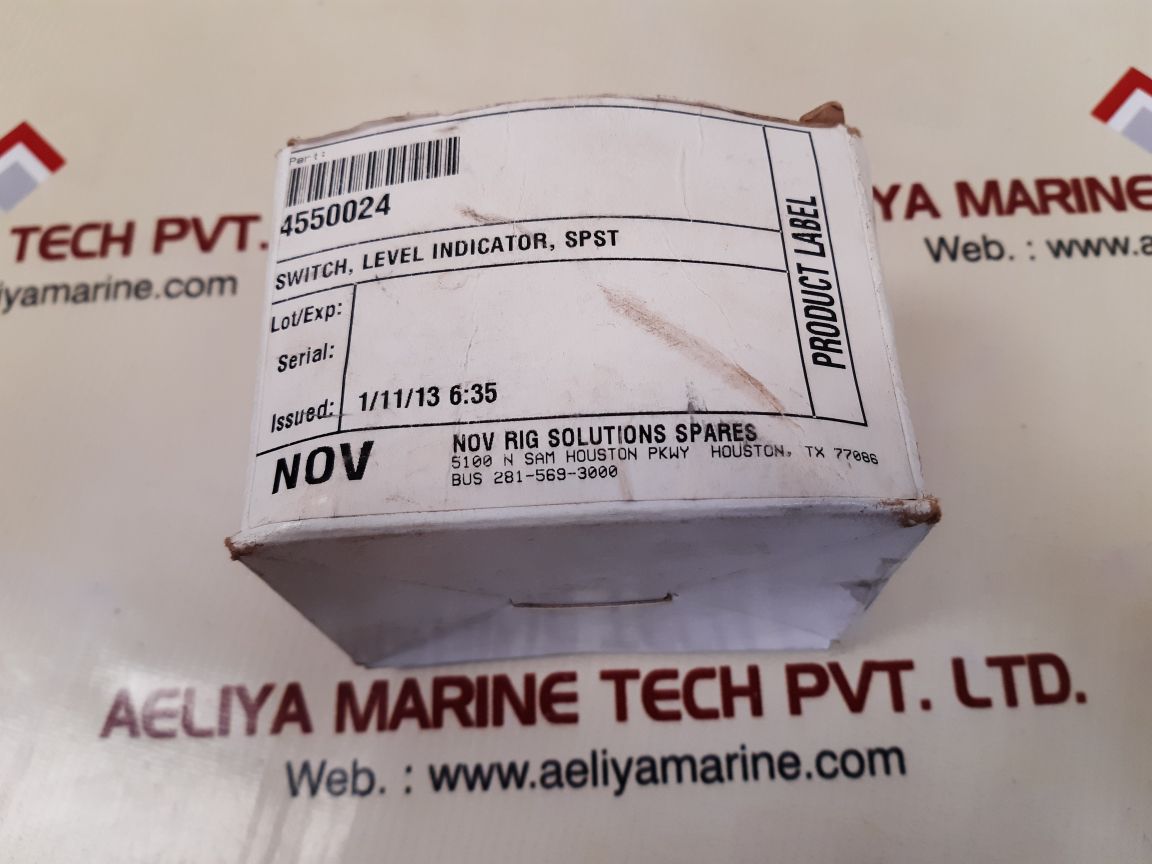 Part:
4550024
SWITCH, LEVEL INDICATOR, SPST
Lot/Exp:
Serial:
Issued: 1/11/13 6:35
PRODUCT LABEL
NOV
NOV RIG SOLUTIONS SPARES
5100 N SAM HOUSTON PKWY HOUSTON, TX 77086
BUS 281-569-3000
TECH PVT.
liyamarine.com
YA MARINE
Web. : www.a
AELIYA MARINE TECH PVT. LTD.
Web. : www.aeliyamarine.com